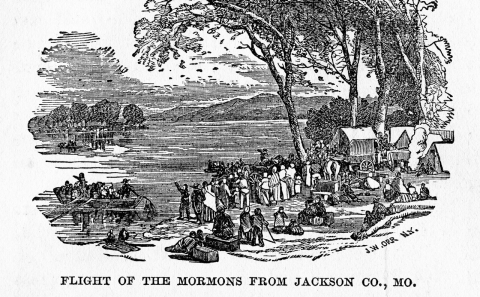 J.W. ORR N.Y.
FLIGHT OF THE MORMONS FROM JACKSON CO., MO.